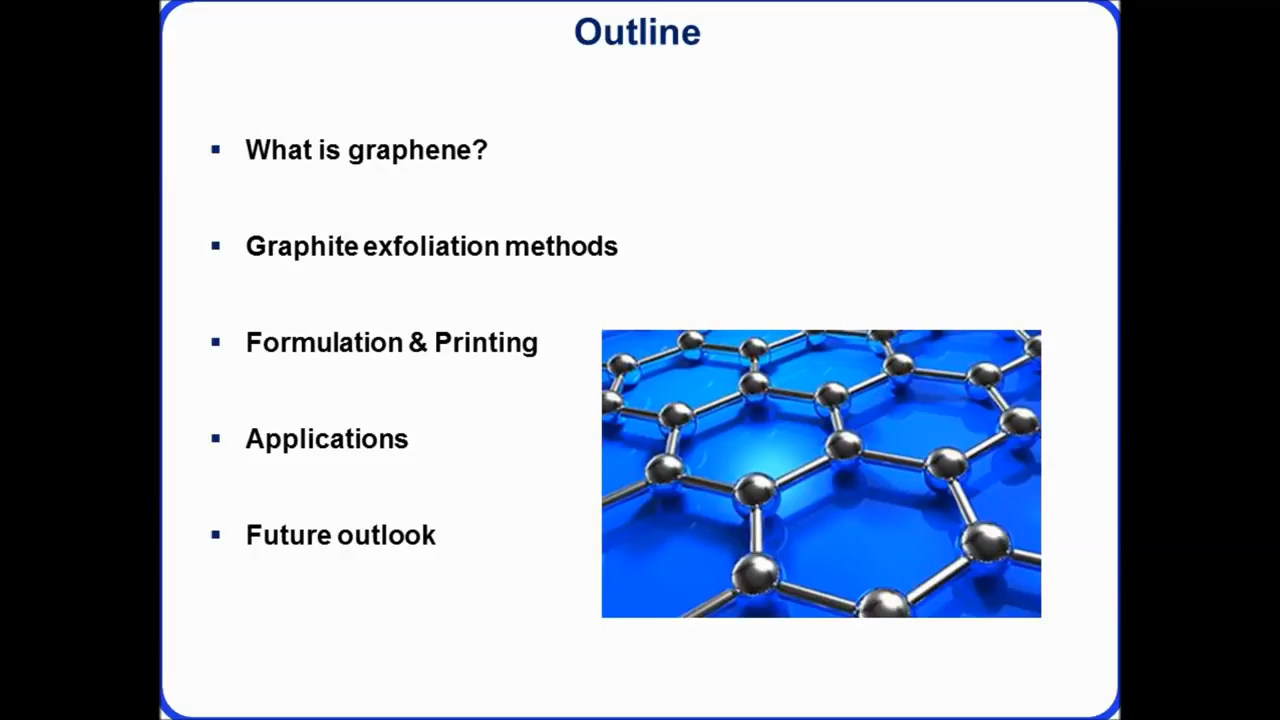 Outline
What is graphene?
Graphite exfoliation methods
Formulation & Printing
Applications
Future outlook